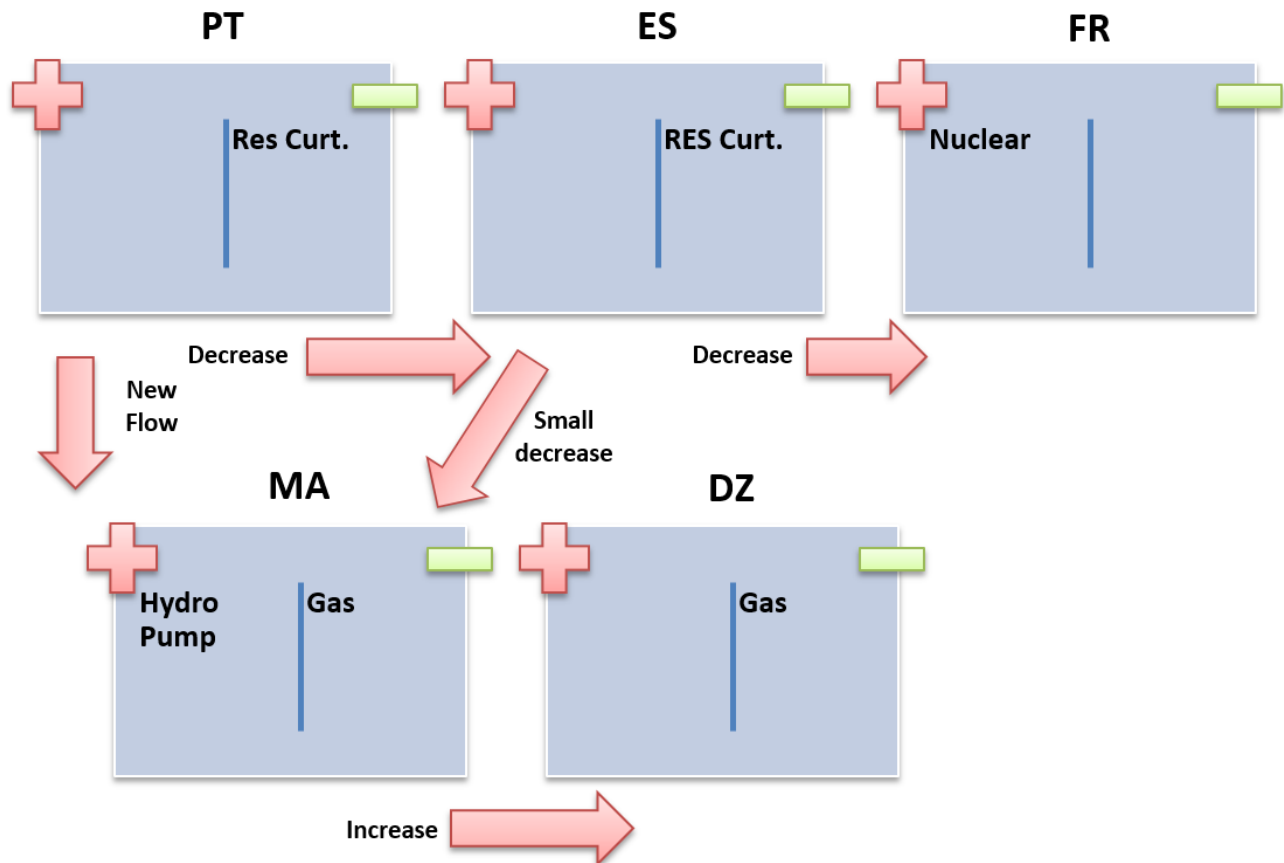 PT
ES
FR
Res Curt.
RES Curt.
Nuclear
Decrease
Decrease
New
Flow
Small
decrease
MA
DZ
Hydro
Pump
Gas
Gas
Increase